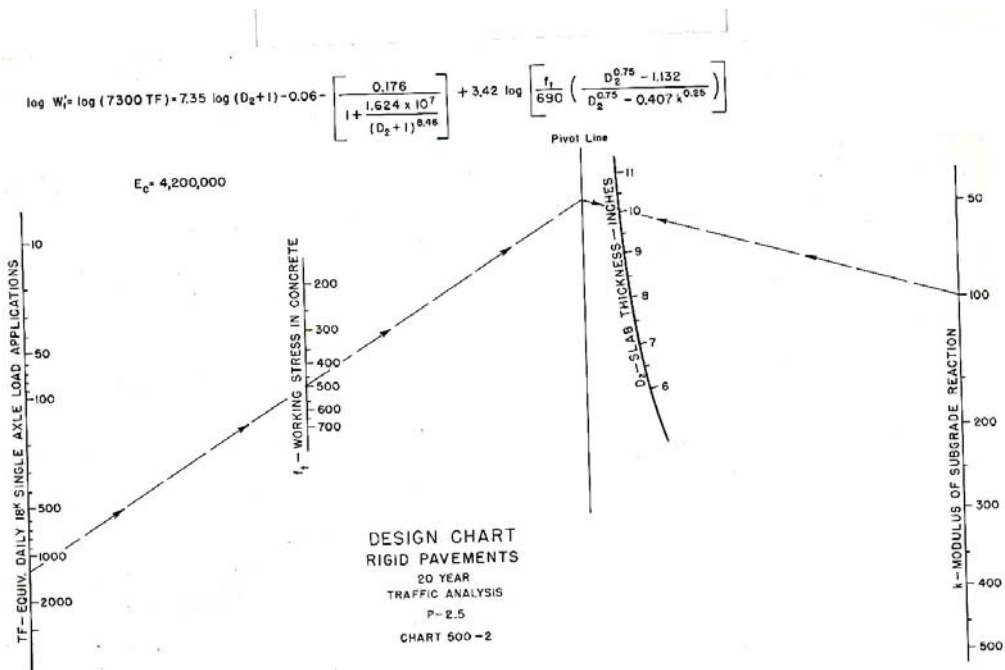 log W'₁= log (7300 TF) = 7.35 log (D₂+1) - 0.06 - [ 0.176 / ( 1 + 1.624 x 10⁷ / (D₂+1)^8.46 ) ] + 3.42 log [ f_t / 690 ( ( D₂^0.75 - 1.132 ) / ( D₂^0.75 - 0.407 k^0.25 ) ) ]
Pivot Line
E_C= 4,200,000
TF—EQUIV. DAILY 18K SINGLE AXLE LOAD APPLICATIONS
10
50
100
500
1000
2000
f_t—WORKING STRESS IN CONCRETE
200
300
400
500
600
700
D₂—SLAB THICKNESS—INCHES
11
10
9
8
7
6
k—MODULUS OF SUBGRADE REACTION
50
100
200
300
400
500
DESIGN CHART
RIGID PAVEMENTS
20 YEAR
TRAFFIC ANALYSIS
P-2.5
CHART 500-2